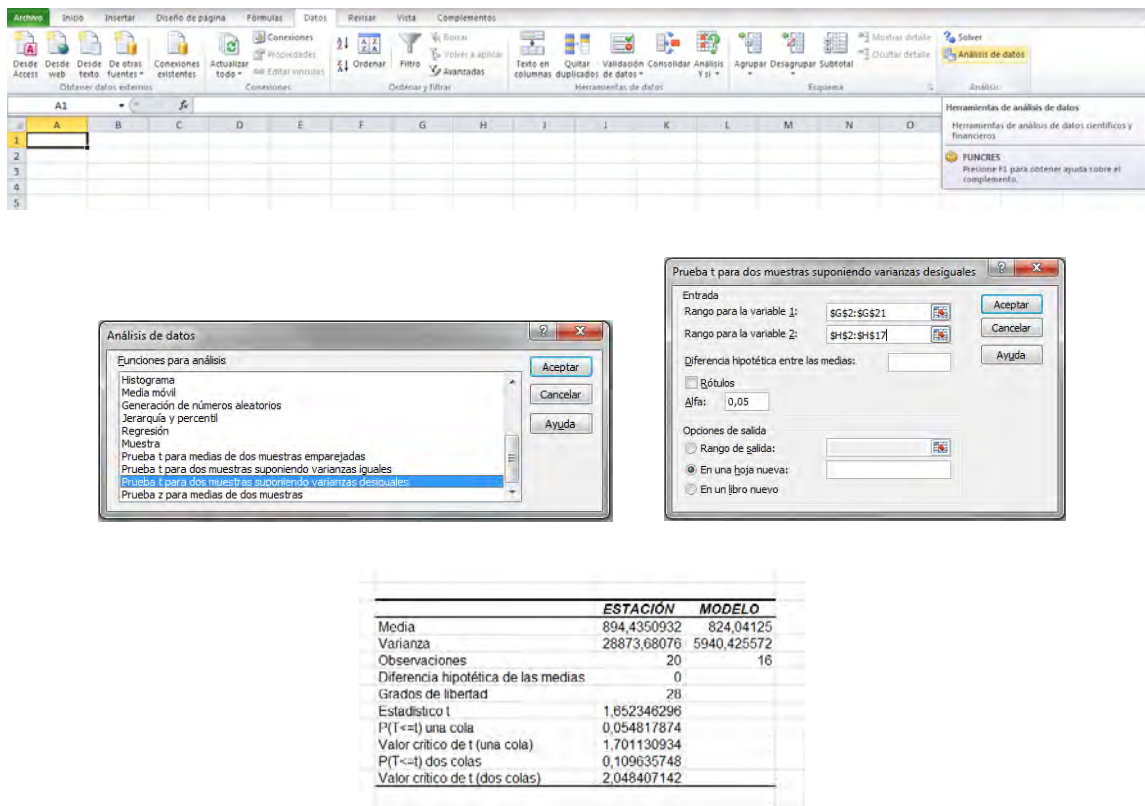 Archivo Inicio Insertar Diseño de página Fórmulas Datos Revisar Vista Complementos
Desde Access
Desde web
Desde texto
De otras fuentes
Conexiones existentes
Obtener datos externos
Actualizar todo
Conexiones
Propiedades
Editar vínculos
Conexiones
Ordenar
Filtro
Borrar
Volver a aplicar
Avanzadas
Ordenar y filtrar
Texto en columnas
Quitar duplicados
Validación de datos
Consolidar
Análisis Y si
Herramientas de datos
Agrupar
Desagrupar
Subtotal
Mostrar detalle
Ocultar detalle
Esquema
Solver
Análisis de datos
Análisis
A1 fx
A B C D E F G H I J K L M N O
1
2
3
4
5
Herramientas de análisis de datos
Herramientas de análisis de datos científicos y
financieros
FUNCRES
Presione F1 para obtener ayuda sobre el
complemento.
Análisis de datos
Funciones para análisis
Histograma
Media móvil
Generación de números aleatorios
Jerarquía y percentil
Regresión
Muestra
Prueba t para medias de dos muestras emparejadas
Prueba t para dos muestras suponiendo varianzas iguales
Prueba t para dos muestras suponiendo varianzas desiguales
Prueba z para medias de dos muestras
Aceptar
Cancelar
Ayuda
Prueba t para dos muestras suponiendo varianzas desiguales
Entrada
Rango para la variable 1: $G$2:$G$21
Rango para la variable 2: $H$2:$H$17
Diferencia hipotética entre las medias:
Rótulos
Alfa: 0,05
Opciones de salida
Rango de salida:
En una hoja nueva:
En un libro nuevo
Aceptar
Cancelar
Ayuda
ESTACIÓN MODELO
Media 894,4350932 824,04125
Varianza 28873,68076 5940,425572
Observaciones 20 16
Diferencia hipotética de las medias 0
Grados de libertad 28
Estadístico t 1,652346296
P(T<=t) una cola 0,054817874
Valor crítico de t (una cola) 1,701130934
P(T<=t) dos colas 0,109635748
Valor crítico de t (dos colas) 2,048407142